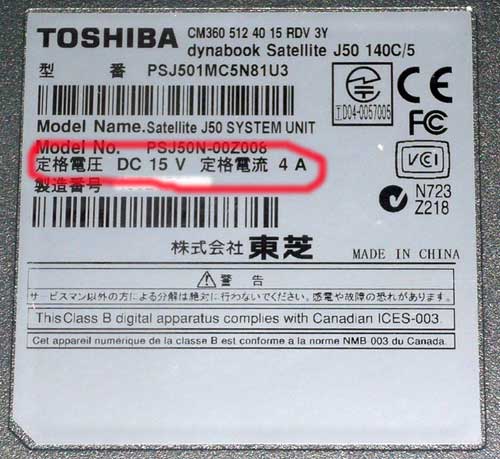 TOSHIBA CM360 512 40 15 RDV 3Y
dynabook Satellite J50 140C/5
型 番 PSJ501MC5N81U3
TD04-0057005
Model Name.Satellite J50 SYSTEM UNIT
Model No. PSJ50N-00Z008
定格電圧 DC 15 V 定格電流 4 A
製造番号
VCI
N723
Z218
株式会社 東芝 MADE IN CHINA
警告
サービスマン以外の方による分解は絶対に行わないでください。感電や故障の恐れがあります。
This Class B digital apparatus complies with Canadian ICES-003.
Cet appareil numerique de la classe B est conforme a la norme NMB 003 du Canada.